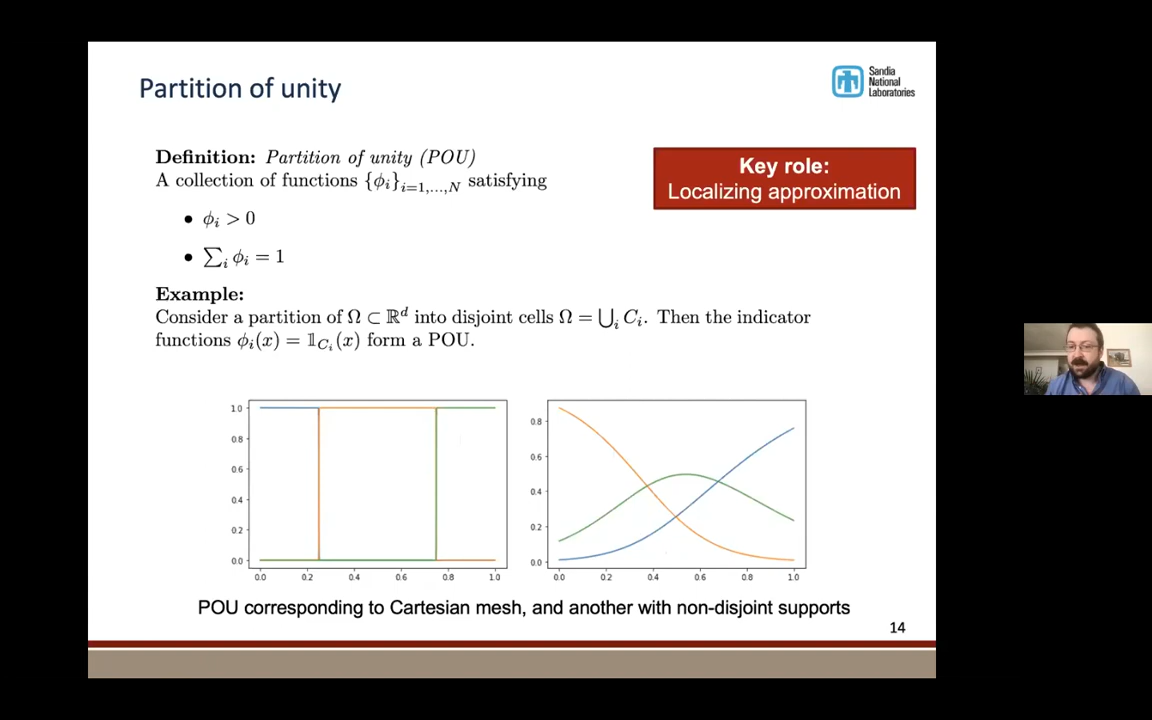 Partition of unity
Sandia
National
Laboratories
Definition: Partition of unity (POU)
A collection of functions {ϕᵢ}ᵢ₌₁,...,N satisfying
Key role:
Localizing approximation
• ϕᵢ > 0
• ∑ᵢ ϕᵢ = 1
Example:
Consider a partition of Ω ⊂ ℝᵈ into disjoint cells Ω = ⋃ᵢ Cᵢ. Then the indicator
functions ϕᵢ(x) = 𝟙_Cᵢ(x) form a POU.
1.0
0.8
0.6
0.4
0.2
0.0
0.0 0.2 0.4 0.6 0.8 1.0
0.8
0.6
0.4
0.2
0.0
0.0 0.2 0.4 0.6 0.8 1.0
POU corresponding to Cartesian mesh, and another with non-disjoint supports
14